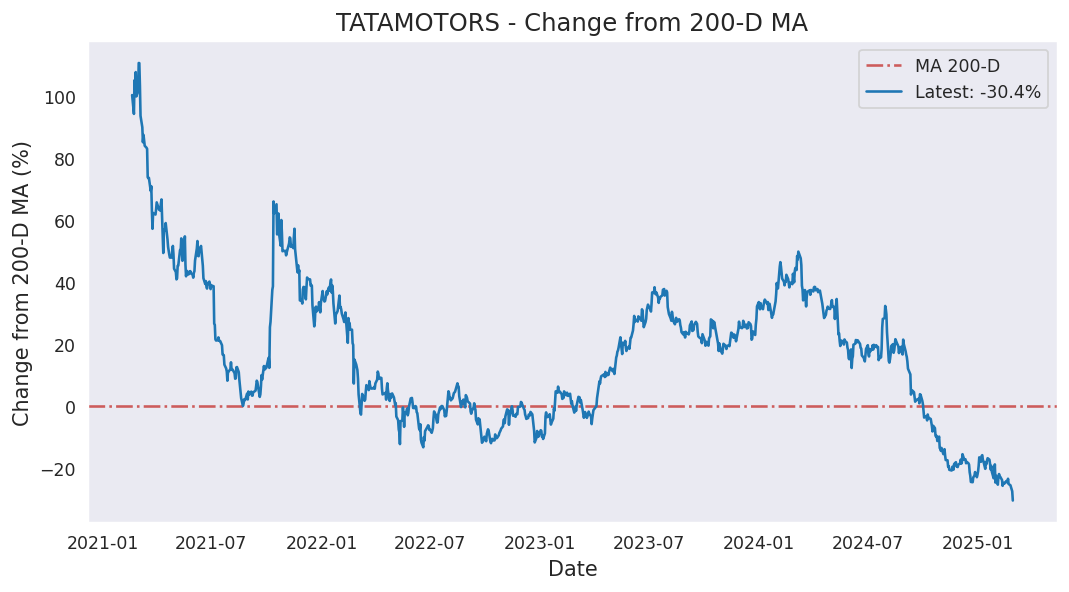 TATAMOTORS - Change from 200-D MA
MA 200-D
Latest: -30.4%
Change from 200-D MA (%)
100
80
60
40
20
0
−20
2021-01 2021-07 2022-01 2022-07 2023-01 2023-07 2024-01 2024-07 2025-01
Date